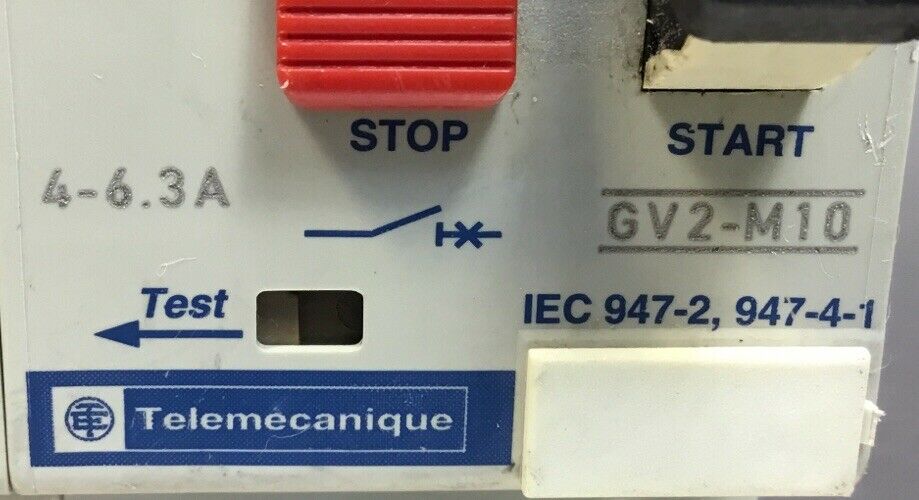 STOP
START
4-6.3A
GV2-M10
Test
IEC 947-2, 947-4-1
Telemecanique